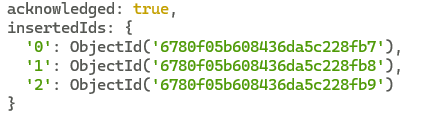 acknowledged: true,
insertedIds: {
  '0': ObjectId('6780f05b608436da5c228fb7'),
  '1': ObjectId('6780f05b608436da5c228fb8'),
  '2': ObjectId('6780f05b608436da5c228fb9')
}